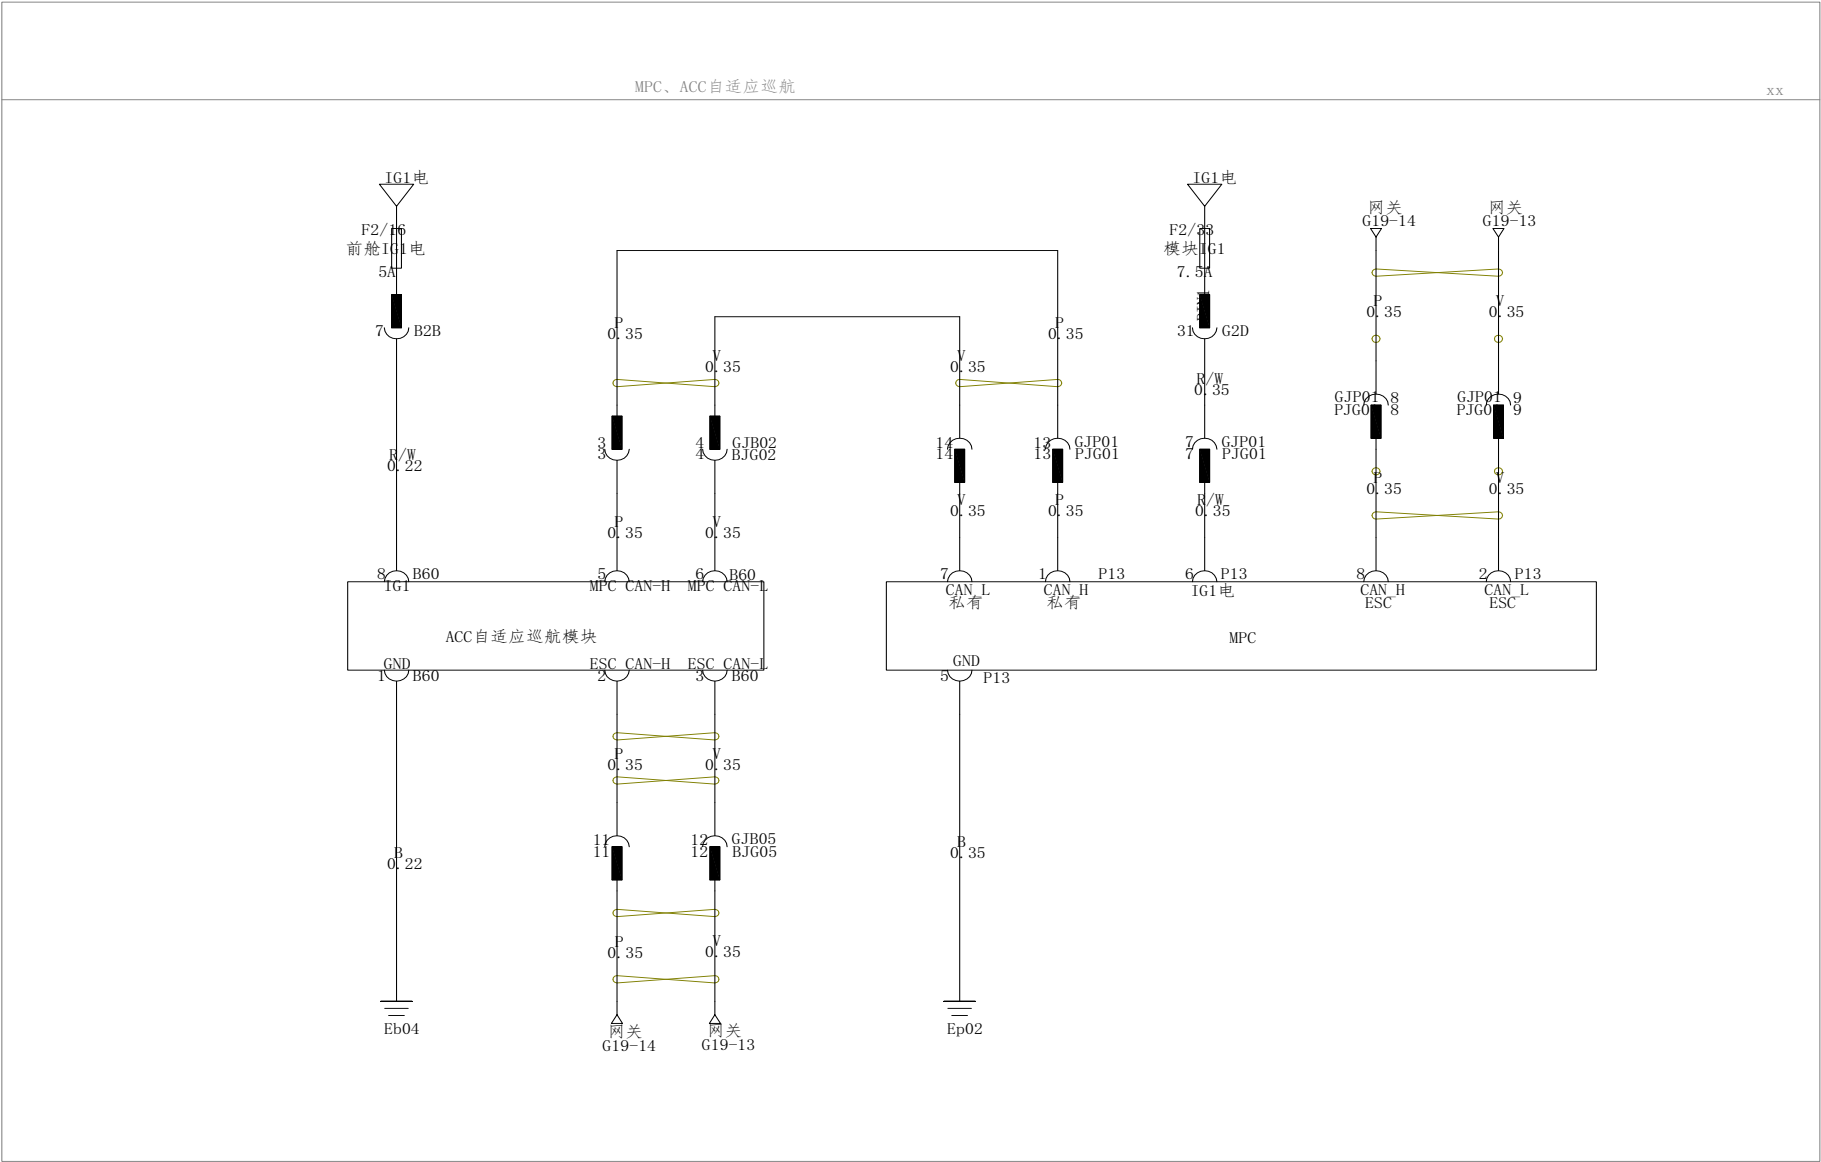 MPC、ACC自适应巡航
xx
IG1电
F2/16
前舱IG1电
5A
7 B2B
R/W
0.22
8 B60
IG1
P
0.35
V
0.35
3
3
4 GJB02
4 BJG02
P
0.35
V
0.35
5
MPC CAN-H
6 B60
MPC CAN-L
ACC自适应巡航模块
GND
1 B60
ESC CAN-H
2
ESC CAN-L
3 B60
P
0.35
V
0.35
11
11
12 GJB05
12 BJG05
B
0.22
P
0.35
V
0.35
Eb04
网关
G19-14
网关
G19-13
V
0.35
P
0.35
14
14
13 GJP01
13 PJG01
V
0.35
P
0.35
7
CAN_L
私有
1 P13
CAN_H
私有
IG1电
F2/33
模块IG1
7.5A
31 G2D
R/W
0.35
7 GJP01
7 PJG01
R/W
0.35
6 P13
IG1电
网关
G19-14
网关
G19-13
P
0.35
V
0.35
GJP01 8
PJG01 8
GJP01 9
PJG01 9
P
0.35
V
0.35
8
CAN_H
ESC
2 P13
CAN_L
ESC
MPC
GND
5 P13
B
0.35
Ep02